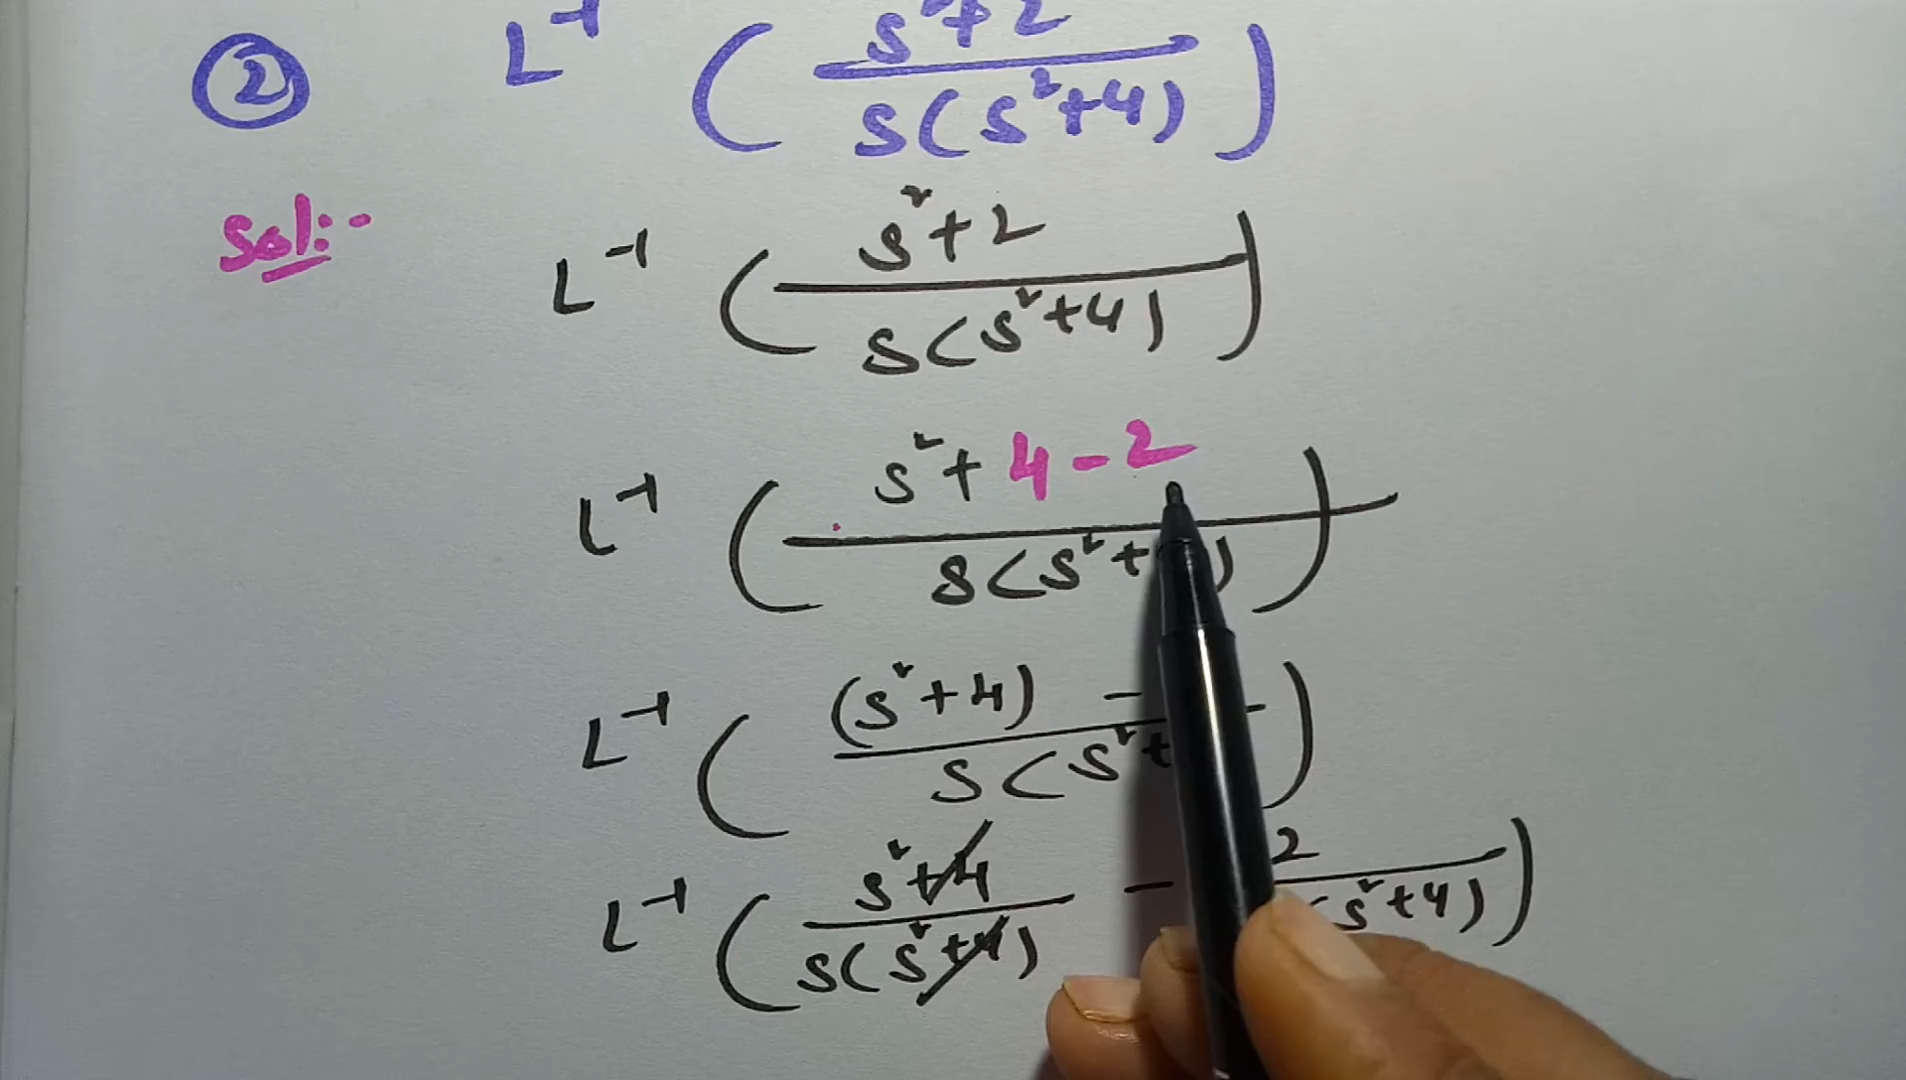 ② L⁻¹ ( s²+2 / s(s²+4) )
Sol:-
L⁻¹ ( s²+2 / s(s²+4) )
L⁻¹ ( s²+4-2 / s(s²+ ) )
L⁻¹ ( (s²+4) - / s(s²+ ) )
L⁻¹ ( s²+4 / s(s²+4) - 2 / (s²+4) )